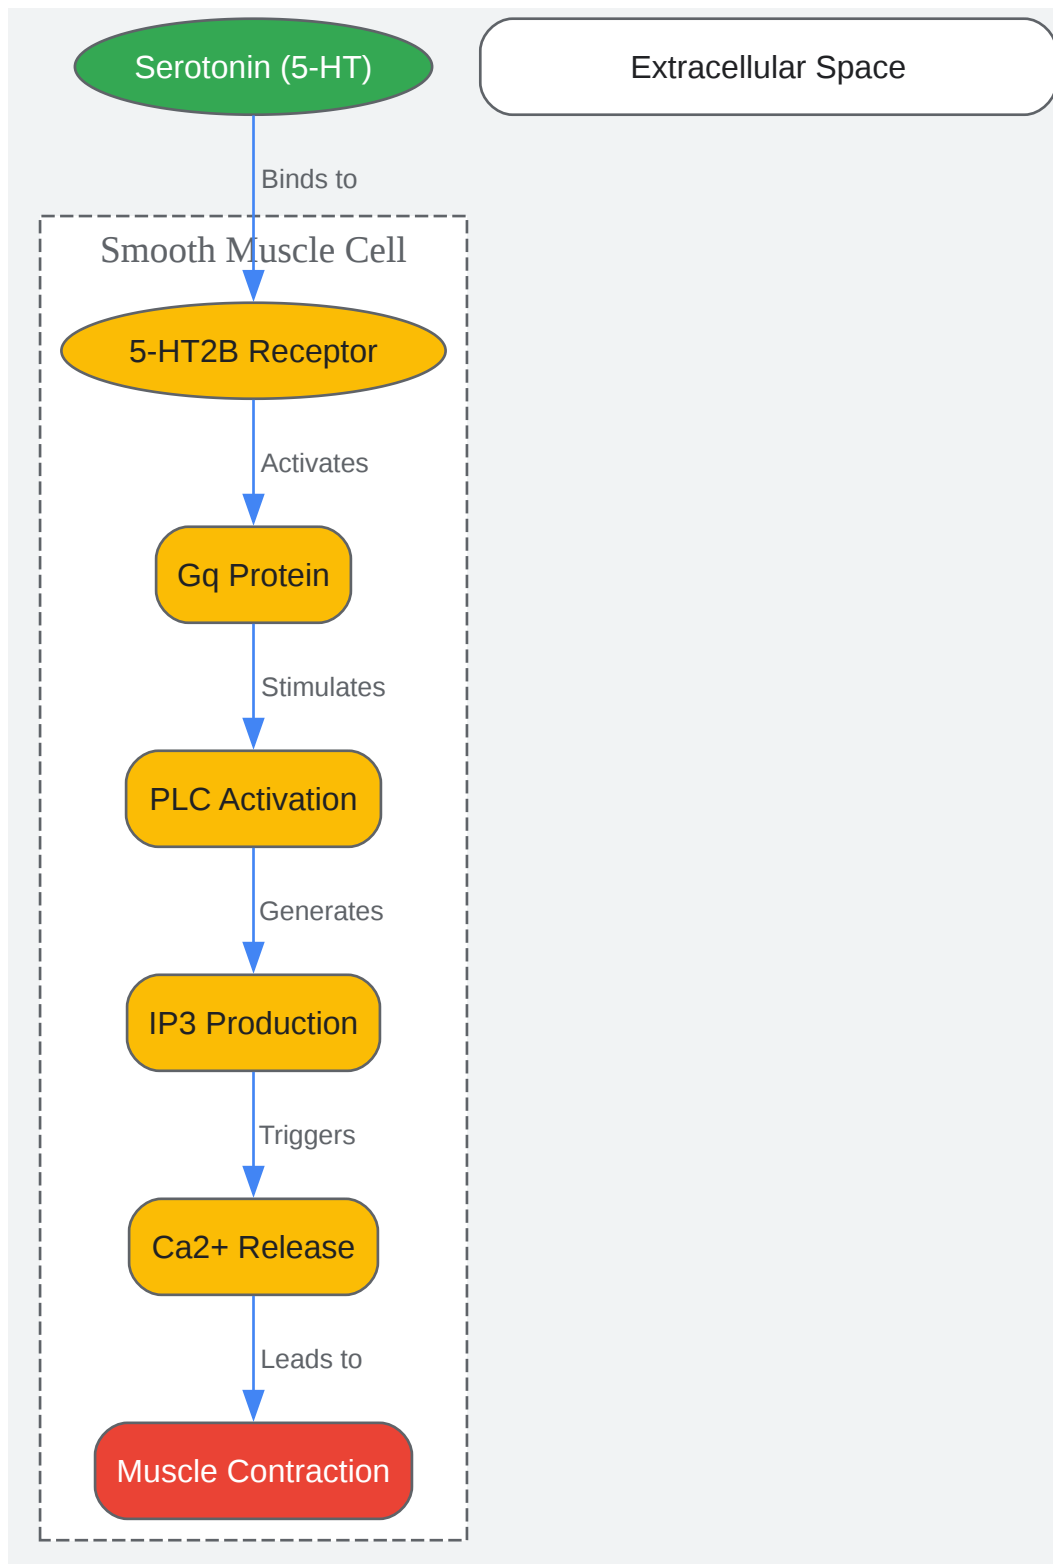 Serotonin (5-HT)
Extracellular Space
Binds to
Smooth Muscle Cell
5-HT2B Receptor
Activates
Gq Protein
Stimulates
PLC Activation
Generates
IP3 Production
Triggers
Ca2+ Release
Leads to
Muscle Contraction